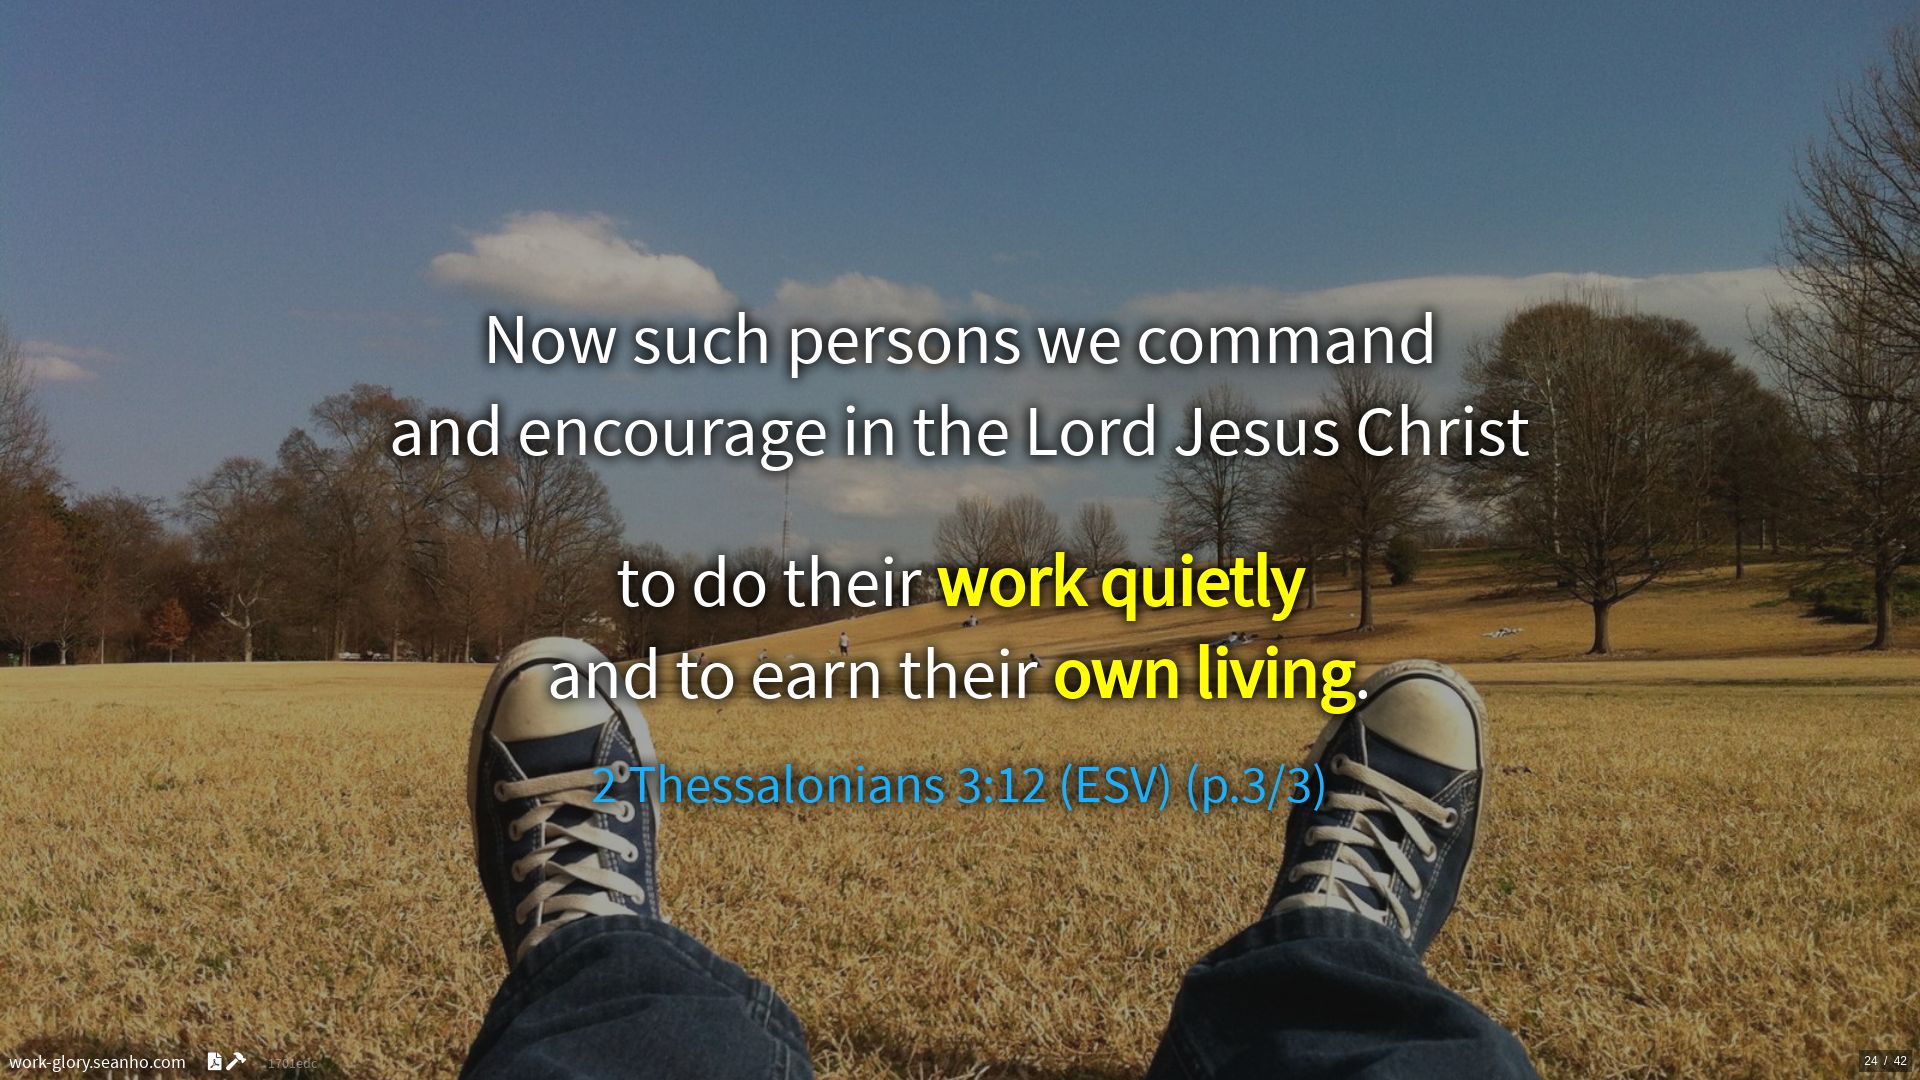 Now such persons we command
and encourage in the Lord Jesus Christ
to do their work quietly
and to earn their own living.
2 Thessalonians 3:12 (ESV) (p.3/3)
work-glory.seanho.com 1701edc
24 / 42